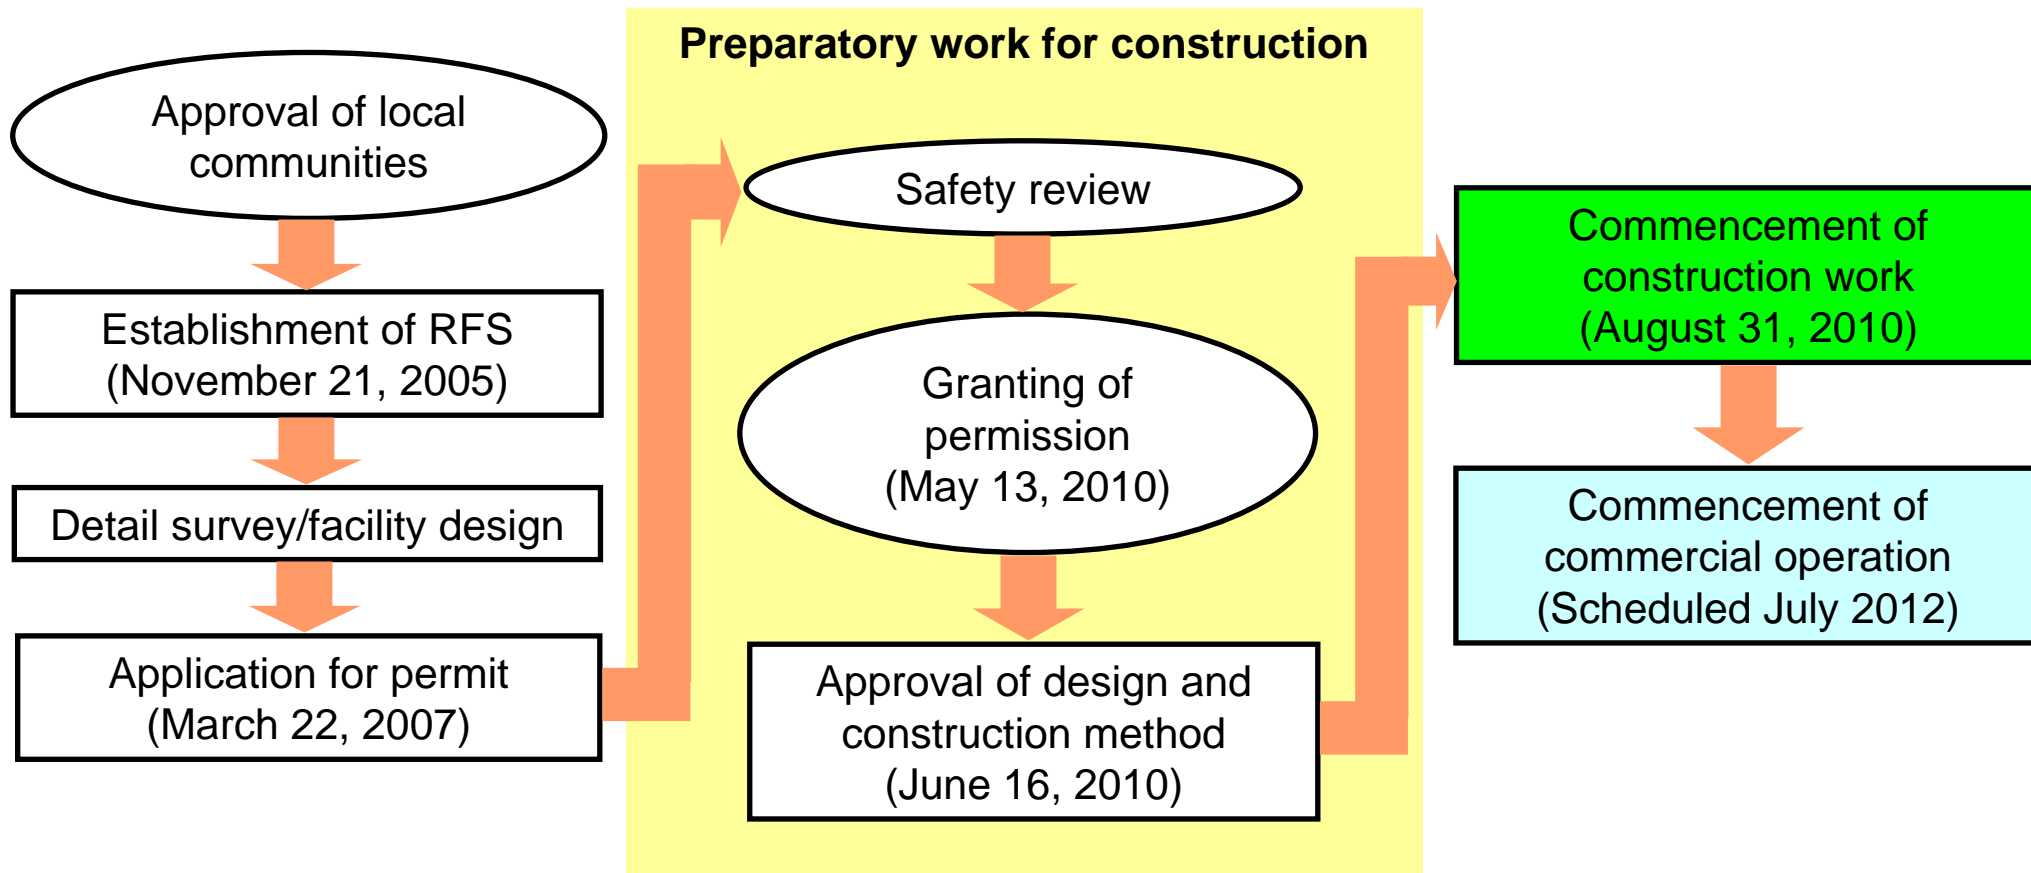 Approval of local
communities
Establishment of RFS
(November 21, 2005)
Detail survey/facility design
Application for permit
(March 22, 2007)
Preparatory work for construction
Safety review
Granting of
permission
(May 13, 2010)
Approval of design and
construction method
(June 16, 2010)
Commencement of
construction work
(August 31, 2010)
Commencement of
commercial operation
(Scheduled July 2012)